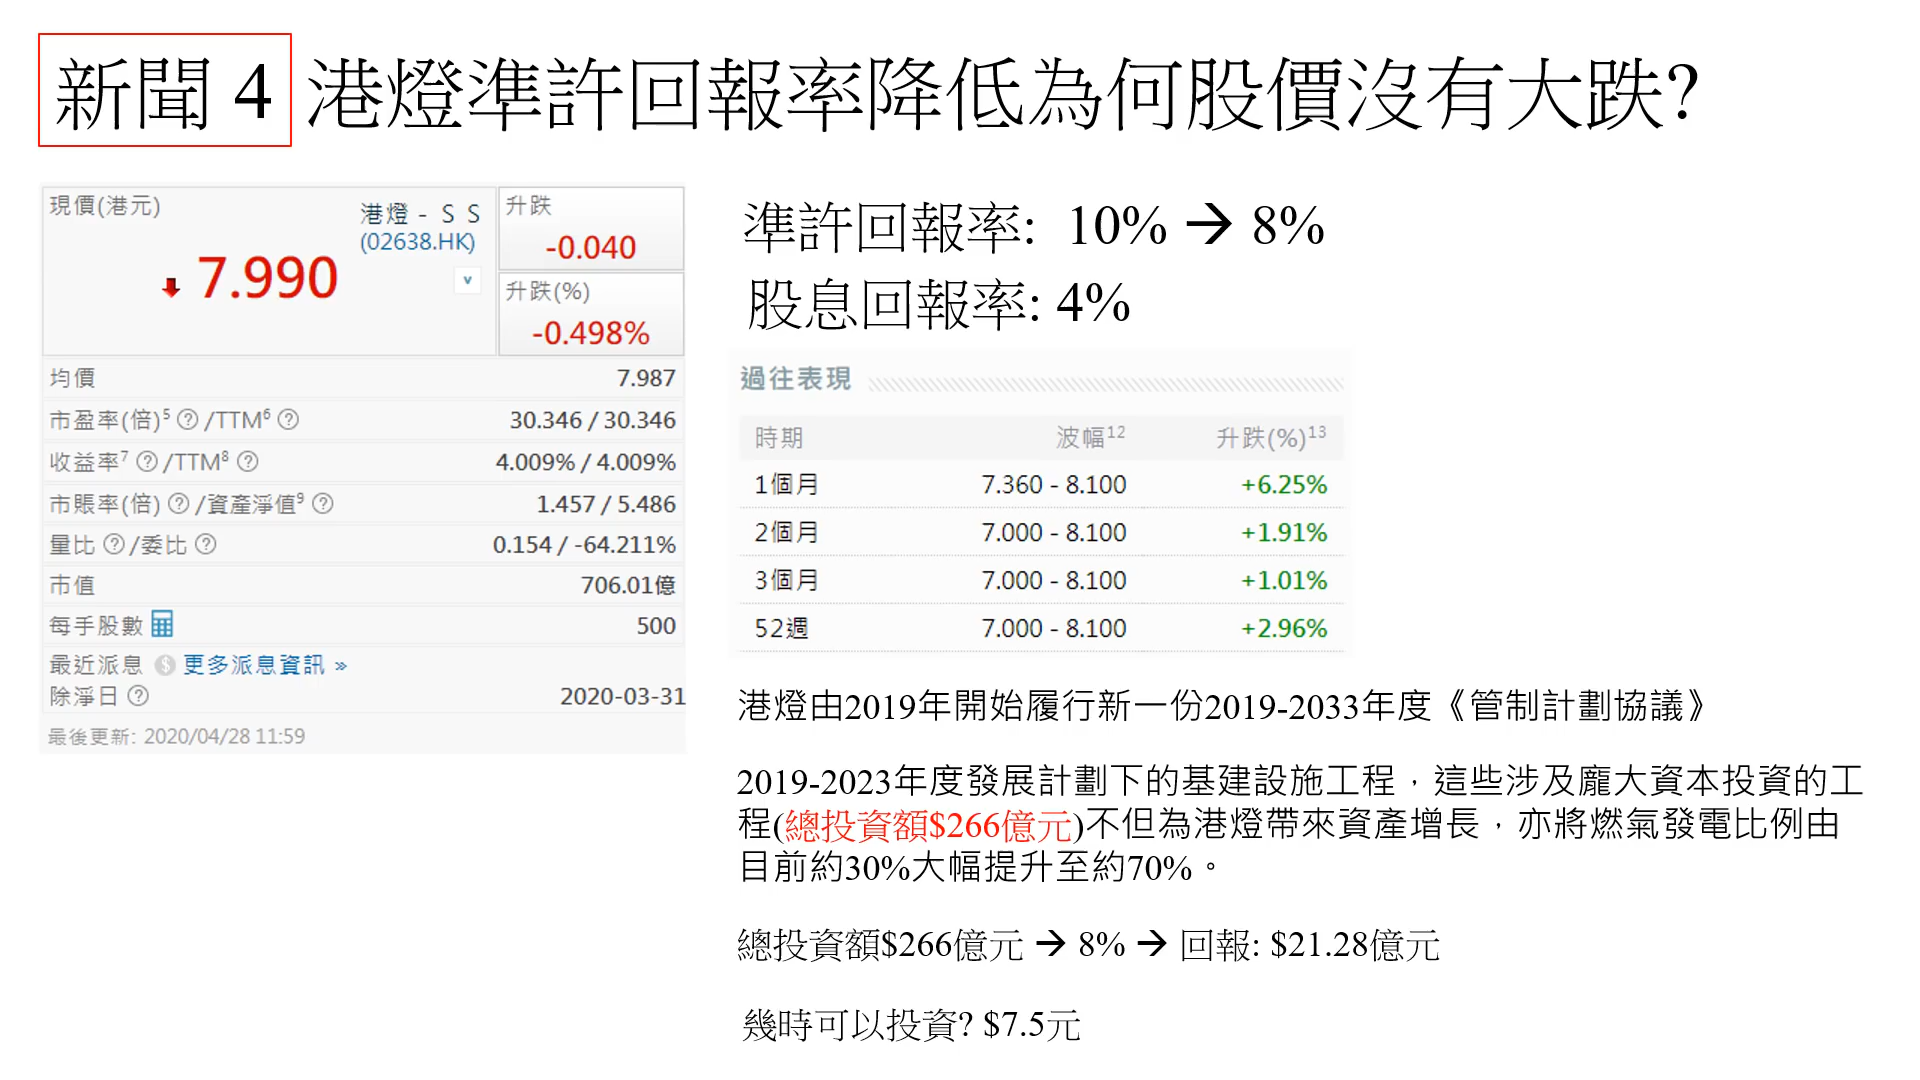 新聞 4 港燈準許回報率降低為何股價沒有大跌?
現價(港元)
港燈 - S S
(02638.HK)
7.990
升跌
-0.040
升跌(%)
-0.498%
均價 7.987
市盈率(倍)5 /TTM6 30.346 / 30.346
收益率7 /TTM8 4.009% / 4.009%
市賬率(倍) /資產淨值9 1.457 / 5.486
量比 /委比 0.154 / -64.211%
市值 706.01億
每手股數 500
最近派息 更多派息資訊 »
除淨日 2020-03-31
最後更新: 2020/04/28 11:59
準許回報率: 10% → 8%
股息回報率: 4%
過往表現
時期 波幅12 升跌(%)13
1個月 7.360 - 8.100 +6.25%
2個月 7.000 - 8.100 +1.91%
3個月 7.000 - 8.100 +1.01%
52週 7.000 - 8.100 +2.96%
港燈由2019年開始履行新一份2019-2033年度《管制計劃協議》
2019-2023年度發展計劃下的基建設施工程，這些涉及龐大資本投資的工
程(總投資額$266億元)不但為港燈帶來資產增長，亦將燃氣發電比例由
目前約30%大幅提升至約70%。
總投資額$266億元 → 8% → 回報: $21.28億元
幾時可以投資? $7.5元